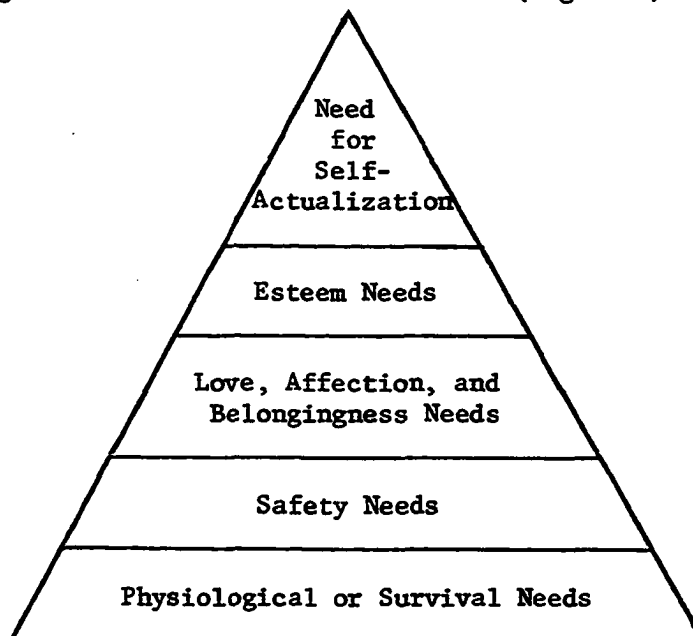 Need
for
Self-
Actualization
Esteem Needs
Love, Affection, and
Belongingness Needs
Safety Needs
Physiological or Survival Needs